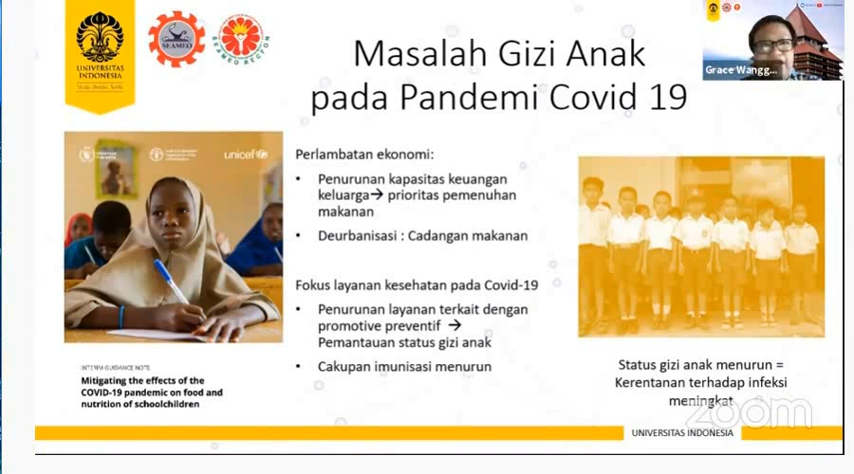 UNIVERSITAS
INDONESIA
SEAMEO
SEAMEO RECFON
Masalah Gizi Anak
pada Pandemi Covid 19
Grace Wangg...
unicef
Perlambatan ekonomi:
• Penurunan kapasitas keuangan
keluarga→ prioritas pemenuhan
makanan
• Deurbanisasi : Cadangan makanan
Fokus layanan kesehatan pada Covid-19
• Penurunan layanan terkait dengan
promotive preventif →
Pemantauan status gizi anak
• Cakupan imunisasi menurun
INTERIM GUIDANCE NOTE
Mitigating the effects of the
COVID-19 pandemic on food and
nutrition of schoolchildren
Status gizi anak menurun =
Kerentanan terhadap infeksi
meningkat
zoom
UNIVERSITAS INDONESIA